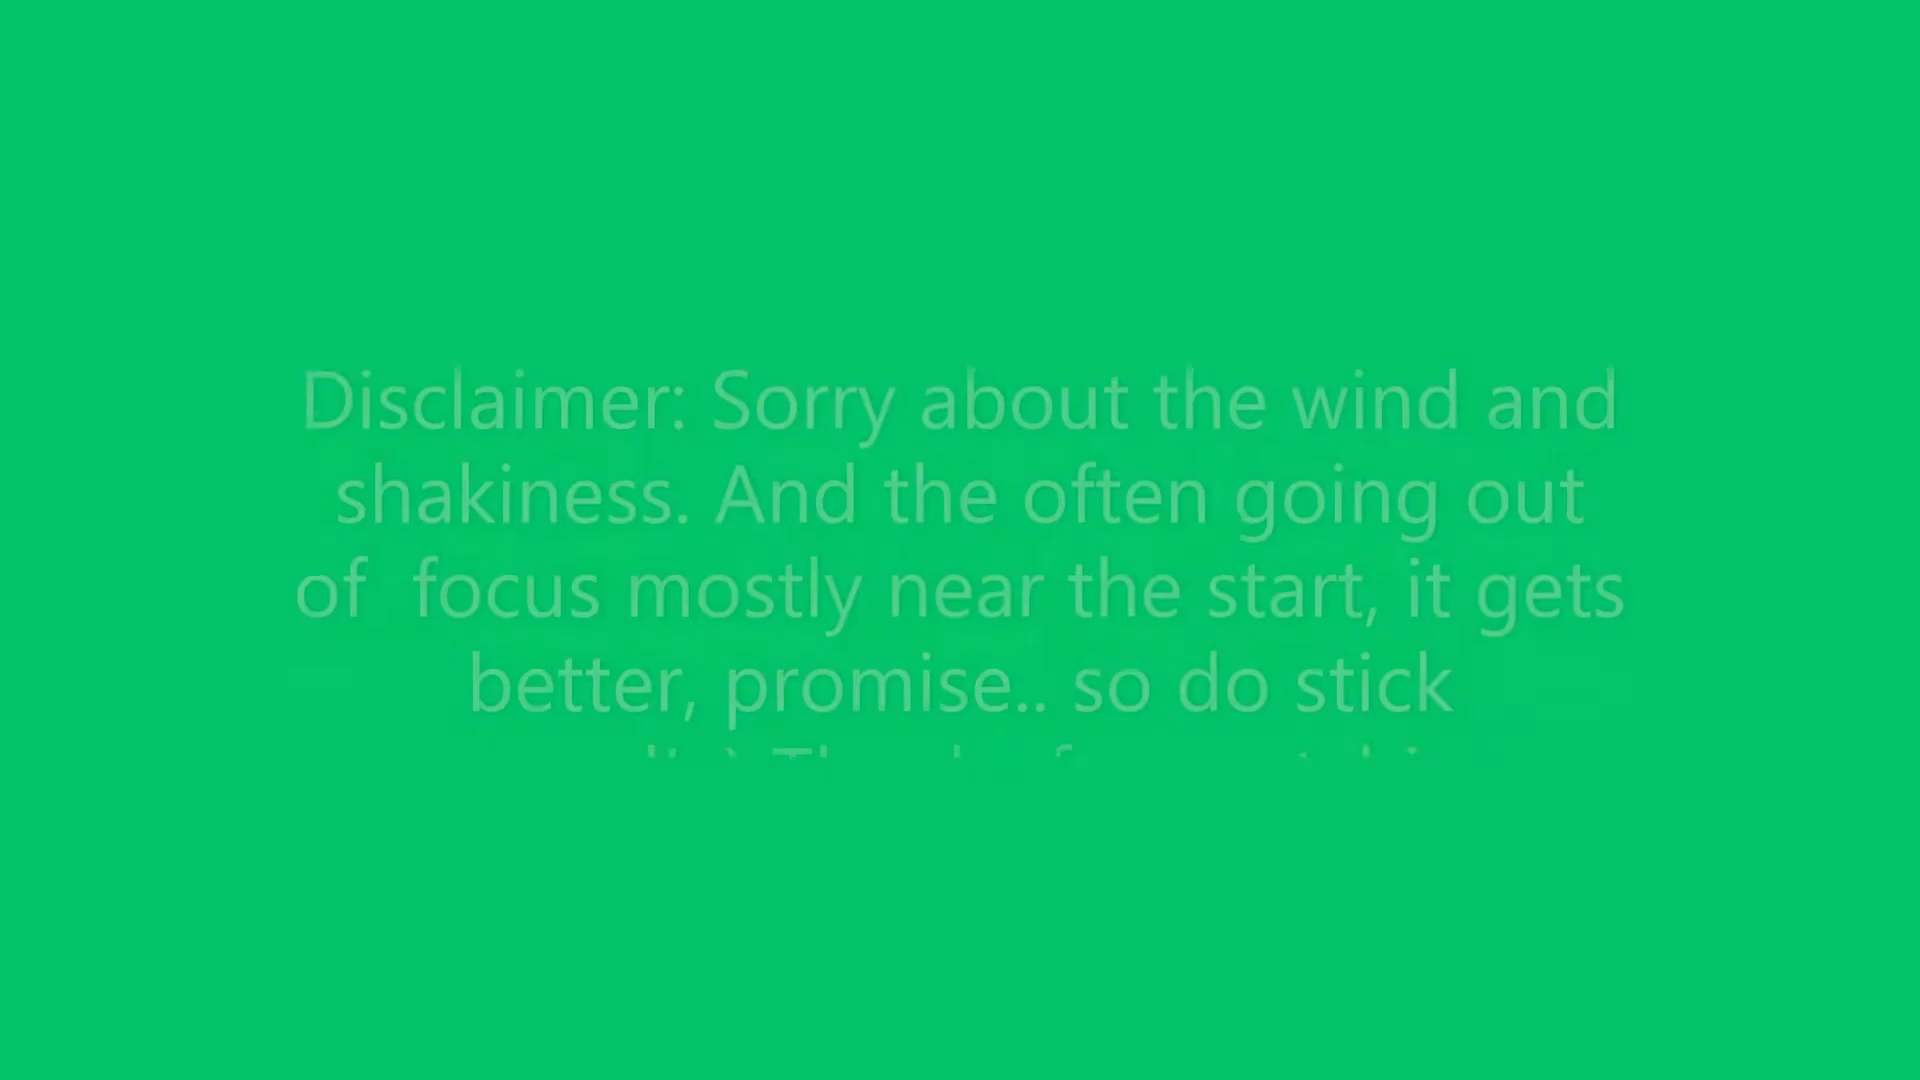 Disclaimer: Sorry about the wind and
shakiness. And the often going out
of  focus mostly near the start, it gets
better, promise.. so do stick